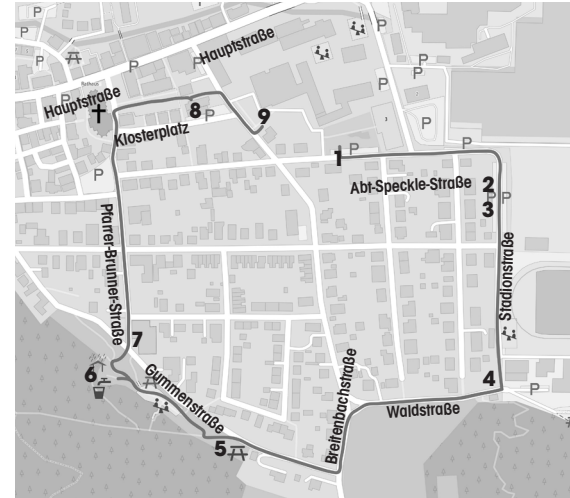 Hauptstraße
P
P
P
P
Rathaus
Hauptstraße
8
9
P
P
P
Klosterplatz
1
P
P
P
P
Abt-Speckle-Straße
2
P
P
P
3
Pfarrer-Brunner-Straße
Stadionstraße
7
6
Gummenstraße
Breitenbachstraße
4
P
Waldstraße
5